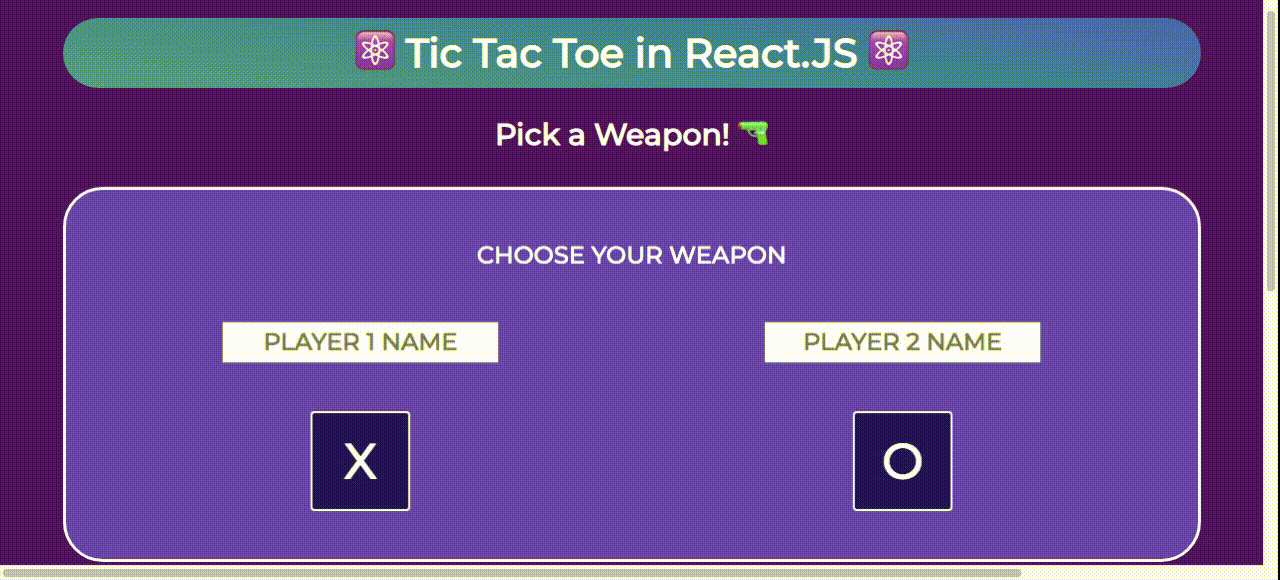 ⚛️ Tic Tac Toe in React.JS ⚛️
Pick a Weapon! 🔫
CHOOSE YOUR WEAPON
PLAYER 1 NAME
PLAYER 2 NAME
X
O